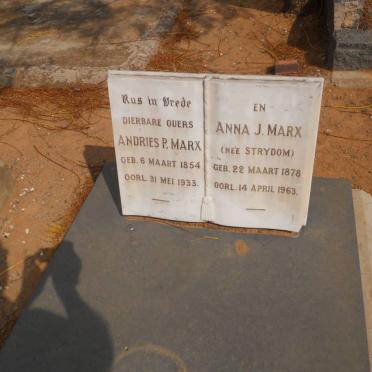 Rus in Vrede
DIERBARE OUERS
ANDRIES P. MARX
GEB. 6 MAART 1854
OORL. 31 MEI 1933.
EN
ANNA J. MARX
(NEÉ STRYDOM)
GEB. 22 MAART 1878
OORL. 14 APRIL 1963.